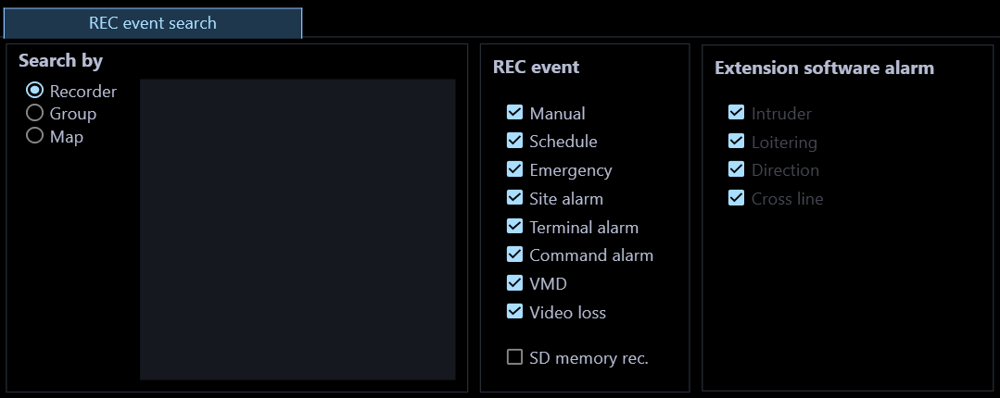 REC event search
Search by
Recorder
Group
Map
REC event
Manual
Schedule
Emergency
Site alarm
Terminal alarm
Command alarm
VMD
Video loss
SD memory rec.
Extension software alarm
Intruder
Loitering
Direction
Cross line